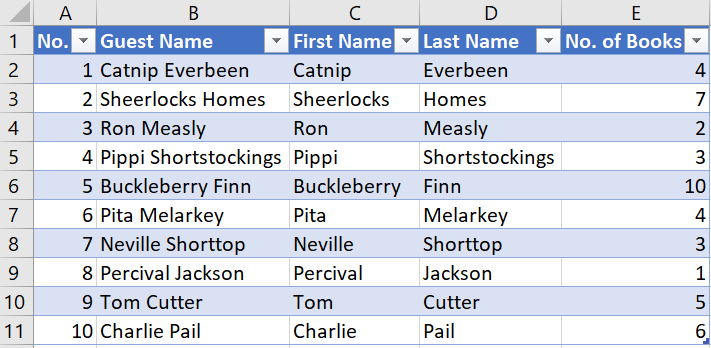 A B C D E
1 No. Guest Name First Name Last Name No. of Books
2 1 Catnip Everbeen Catnip Everbeen 4
3 2 Sheerlocks Homes Sheerlocks Homes 7
4 3 Ron Measly Ron Measly 2
5 4 Pippi Shortstockings Pippi Shortstockings 3
6 5 Buckleberry Finn Buckleberry Finn 10
7 6 Pita Melarkey Pita Melarkey 4
8 7 Neville Shorttop Neville Shorttop 3
9 8 Percival Jackson Percival Jackson 1
10 9 Tom Cutter Tom Cutter 5
11 10 Charlie Pail Charlie Pail 6